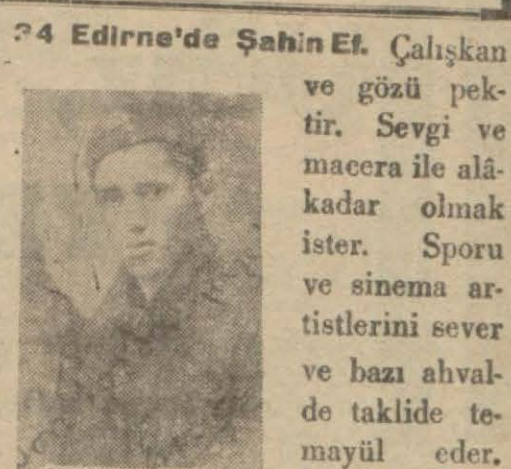 34 Edirne'de Şahin Ef. Çalışkan
ve gözü pek-
tir. Sevgi ve
macera ile alâ-
kadar olmak
ister. Sporu
ve sinema ar-
tistlerini sever
ve bazı ahval-
de taklide te-
mayül eder.